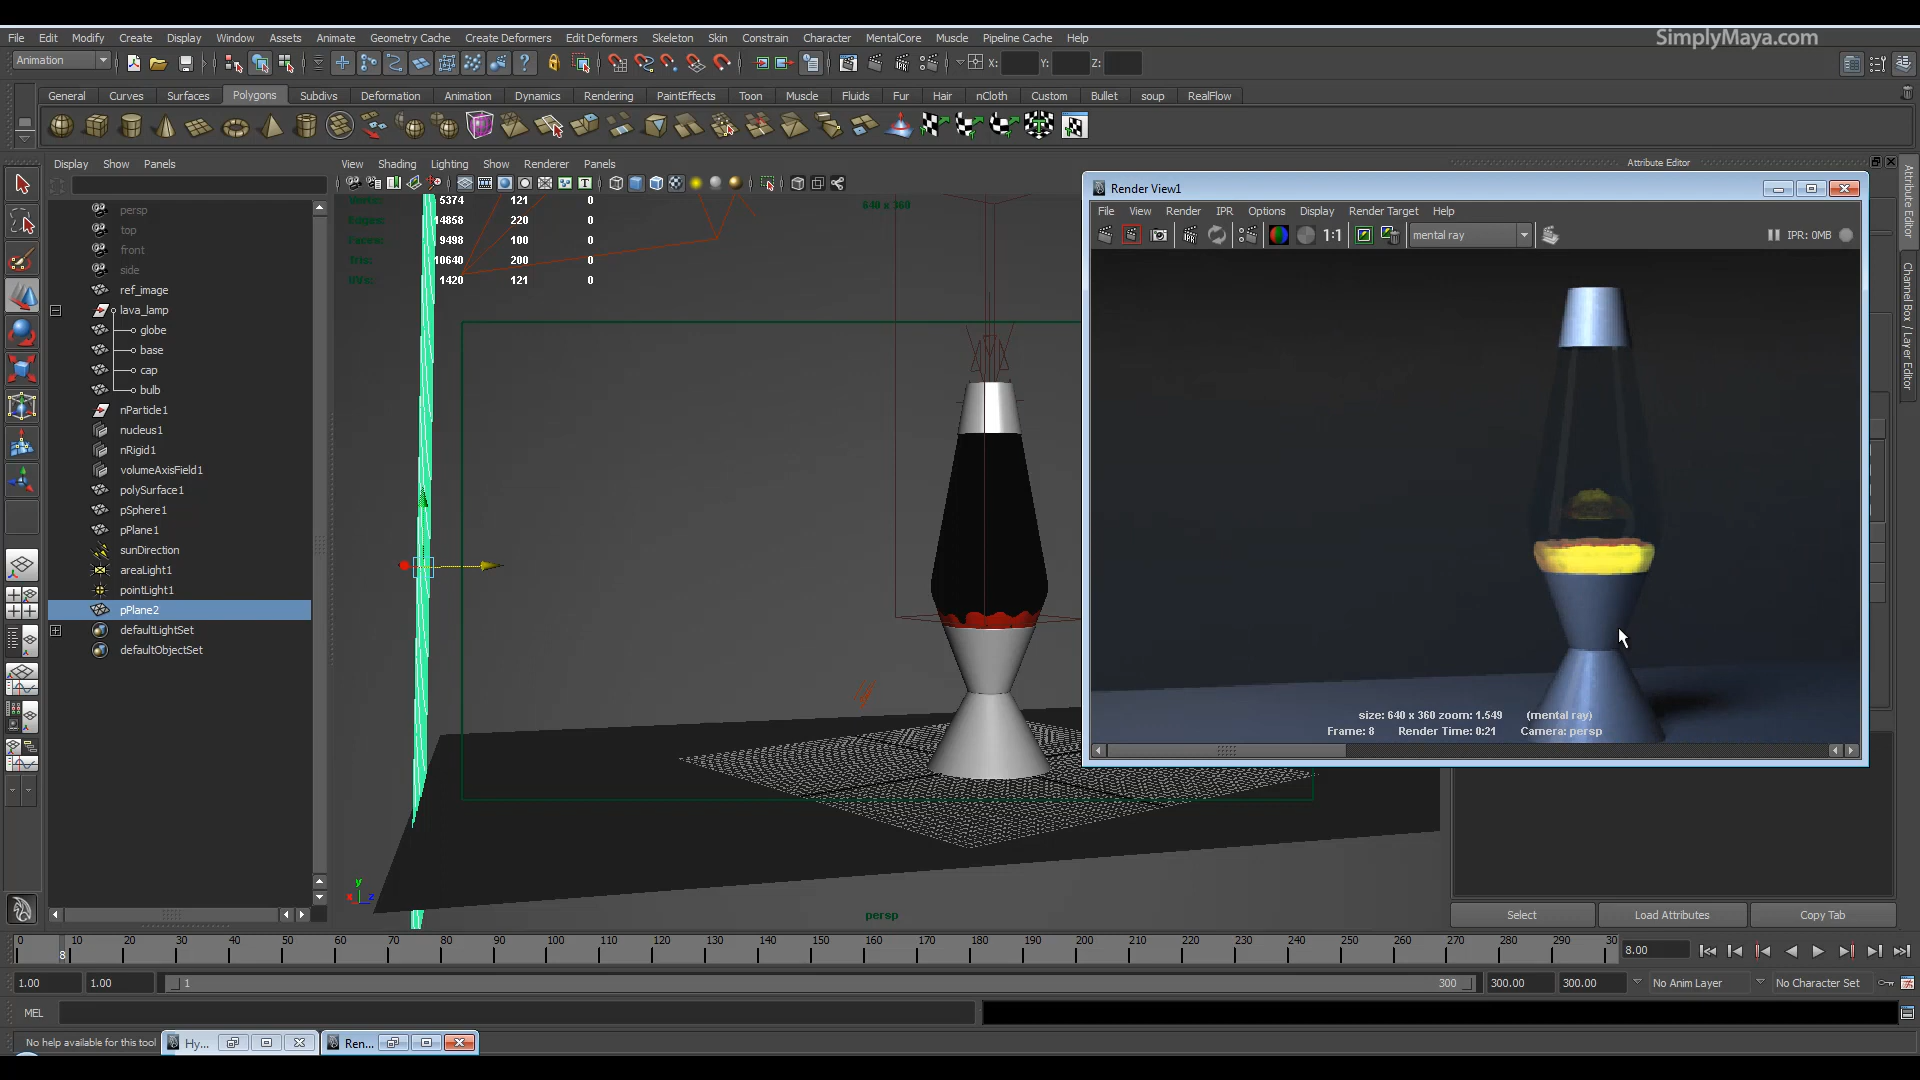 File Edit Modify Create Display Window Assets Animate Geometry Cache Create Deformers Edit Deformers Skeleton Skin Constrain Character MentalCore Muscle Pipeline Cache Help
SimplyMaya.com
Animation X: Y: Z:
General Curves Surfaces Polygons Subdivs Deformation Animation Dynamics Rendering PaintEffects Toon Muscle Fluids Fur Hair nCloth Custom Bullet soup RealFlow
Display Show Panels
View Shading Lighting Show Renderer Panels
Attribute Editor
Attribute Editor
Channel Box / Layer Editor
persp
top
front
side
ref_image
lava_lamp
globe
base
cap
bulb
nParticle1
nucleus1
nRigid1
volumeAxisField1
polySurface1
pSphere1
pPlane1
sunDirection
areaLight1
pointLight1
pPlane2
defaultLightSet
defaultObjectSet
Verts: 5374 121 0
Edges: 14858 220 0
Faces: 9498 100 0
Tris: 10640 200 0
UVs: 1420 121 0
640 x 360
persp
y
x z
Render View1
File View Render IPR Options Display Render Target Help
1:1 mental ray IPR: 0MB
size: 640 x 360 zoom: 1.549 (mental ray)
Frame: 8 Render Time: 0:21 Camera: persp
Select Load Attributes Copy Tab
0 10 20 30 40 50 60 70 80 90 100 110 120 130 140 150 160 170 180 190 200 210 220 230 240 250 260 270 280 290 30
8
8.00
1.00 1.00 1 300 300.00 300.00 No Anim Layer No Character Set
MEL
No help available for this tool Hy... Ren...